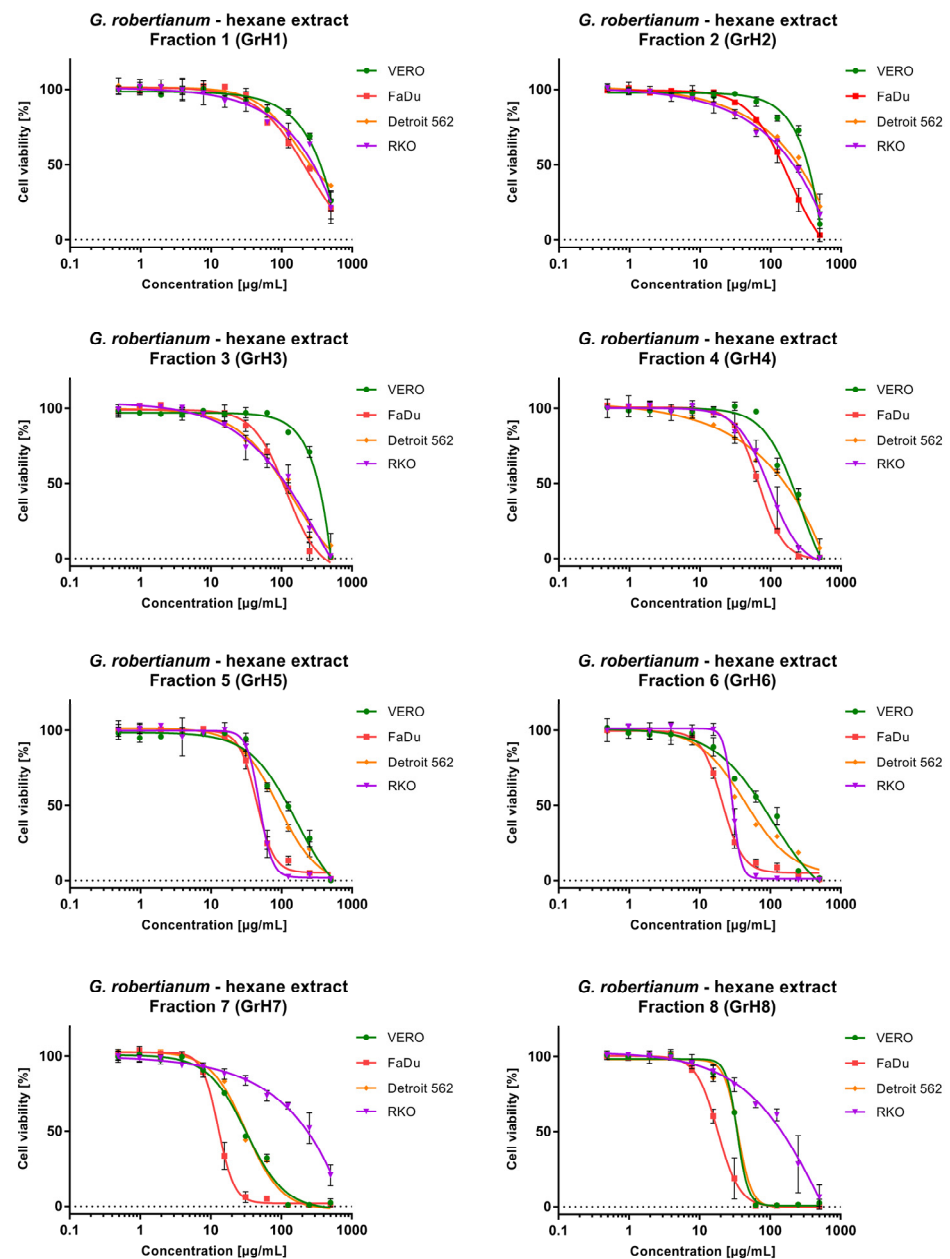 G. robertianum - hexane extract
Fraction 1 (GrH1)
Cell viability [%]
100
50
0
0.1
1
10
100
1000
Concentration [µg/mL]
VERO
FaDu
Detroit 562
RKO
G. robertianum - hexane extract
Fraction 2 (GrH2)
Cell viability [%]
100
50
0
0.1
1
10
100
1000
Concentration [µg/mL]
VERO
FaDu
Detroit 562
RKO
G. robertianum - hexane extract
Fraction 3 (GrH3)
Cell viability [%]
100
50
0
0.1
1
10
100
1000
Concentration [µg/mL]
VERO
FaDu
Detroit 562
RKO
G. robertianum - hexane extract
Fraction 4 (GrH4)
Cell viability [%]
100
50
0
0.1
1
10
100
1000
Concentration [µg/mL]
VERO
FaDu
Detroit 562
RKO
G. robertianum - hexane extract
Fraction 5 (GrH5)
Cell viability [%]
100
50
0
0.1
1
10
100
1000
Concentration [µg/mL]
VERO
FaDu
Detroit 562
RKO
G. robertianum - hexane extract
Fraction 6 (GrH6)
Cell viability [%]
100
50
0
0.1
1
10
100
1000
Concentration [µg/mL]
VERO
FaDu
Detroit 562
RKO
G. robertianum - hexane extract
Fraction 7 (GrH7)
Cell viability [%]
100
50
0
0.1
1
10
100
1000
Concentration [µg/mL]
VERO
FaDu
Detroit 562
RKO
G. robertianum - hexane extract
Fraction 8 (GrH8)
Cell viability [%]
100
50
0
0.1
1
10
100
1000
Concentration [µg/mL]
VERO
FaDu
Detroit 562
RKO